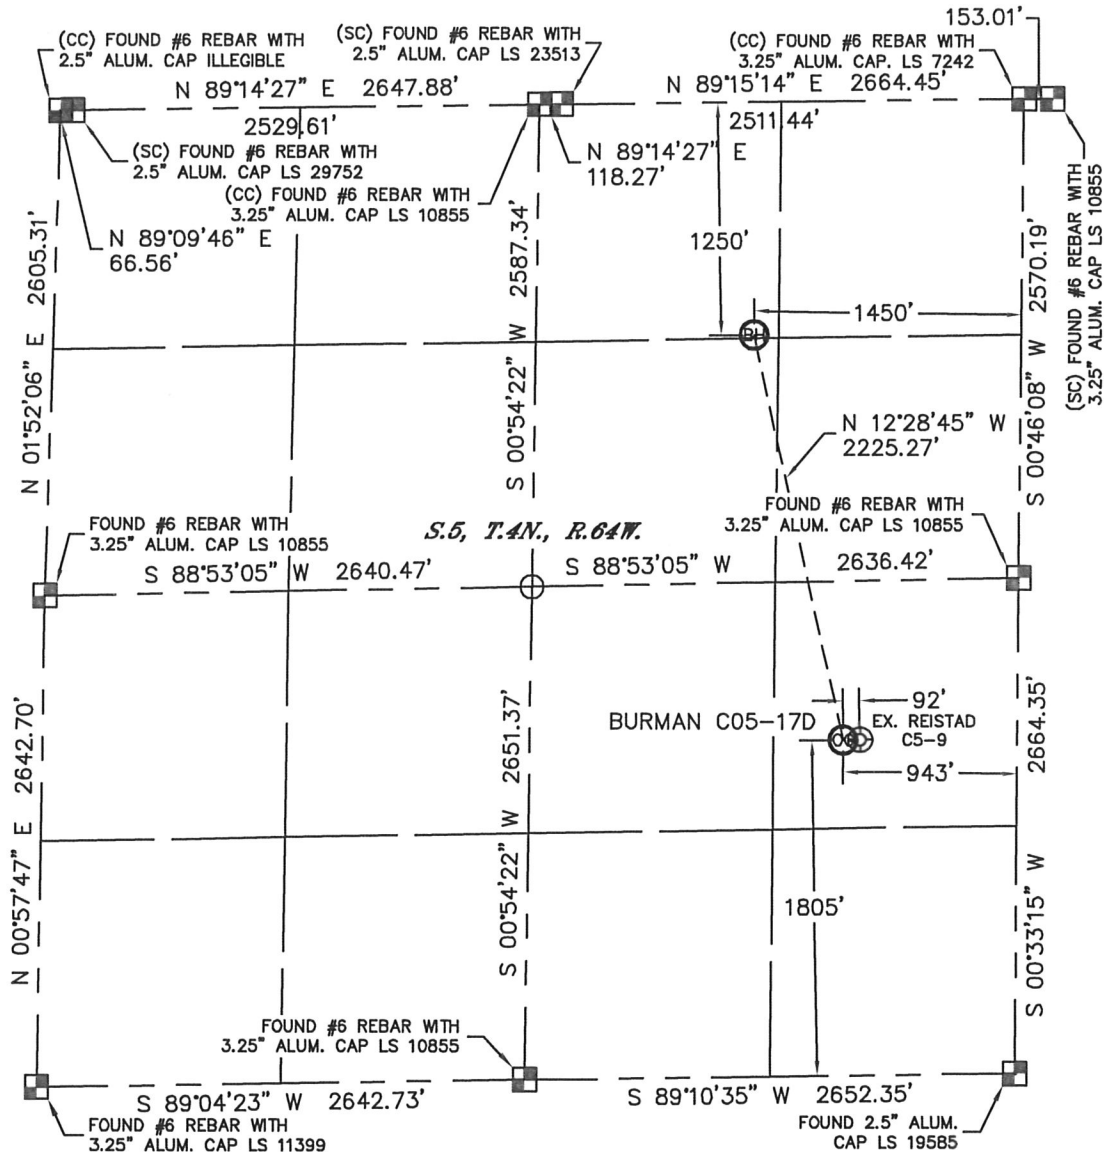 153.01'
(CC) FOUND #6 REBAR WITH
2.5" ALUM. CAP ILLEGIBLE
(SC) FOUND #6 REBAR WITH
2.5" ALUM. CAP LS 23513
(CC) FOUND #6 REBAR WITH
3.25" ALUM. CAP. LS 7242
N 89°14'27" E 2647.88'
N 89°15'14" E 2664.45'
2529.61'
2511.44'
(SC) FOUND #6 REBAR WITH
2.5" ALUM. CAP LS 29752
N 89°14'27" E
118.27'
(CC) FOUND #6 REBAR WITH
3.25" ALUM. CAP LS 10855
(SC) FOUND #6 REBAR WITH
3.25" ALUM. CAP LS 10855
N 89°09'46" E
66.56'
N 01°52'06" E 2605.31'
S 00°54'22" W 2587.34'
1250'
S 00°46'08" W 2570.19'
1450'
BH
N 12°28'45" W
2225.27'
FOUND #6 REBAR WITH
3.25" ALUM. CAP LS 10855
S.5, T.4N., R.64W.
FOUND #6 REBAR WITH
3.25" ALUM. CAP LS 10855
S 88°53'05" W 2640.47'
S 88°53'05" W 2636.42'
N 00°57'47" E 2642.70'
S 00°54'22" W 2651.37'
S 00°33'15" W 2664.35'
92'
BURMAN C05-17D
EX. REISTAD
C5-9
943'
1805'
FOUND #6 REBAR WITH
3.25" ALUM. CAP LS 10855
S 89°04'23" W 2642.73'
S 89°10'35" W 2652.35'
FOUND #6 REBAR WITH
3.25" ALUM. CAP LS 11399
FOUND 2.5" ALUM.
CAP LS 19585